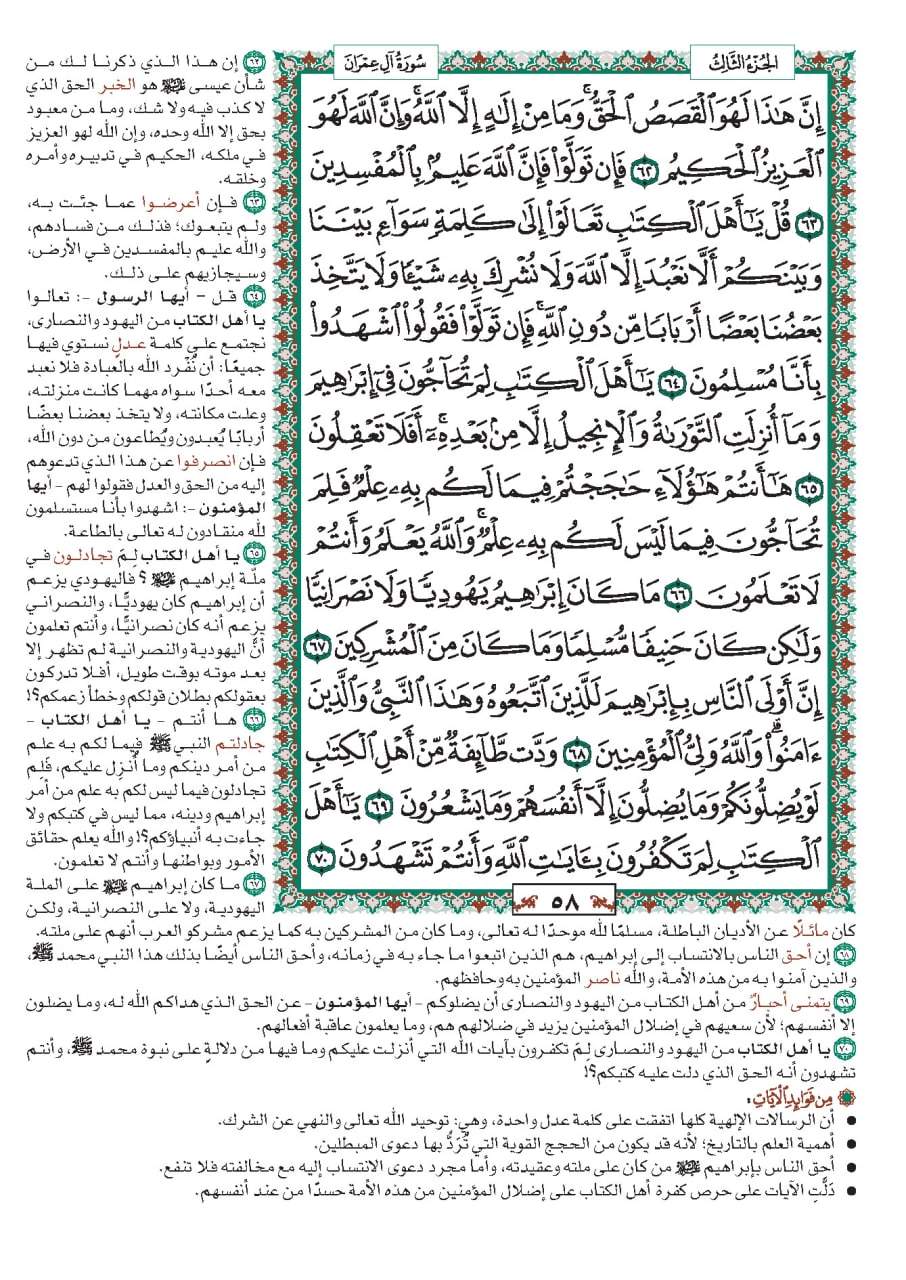 الجُزءُ الثَّالِثُ
سُورَةُ آلِ عِمْرَانَ
إِنَّ هَٰذَا لَهُوَ ٱلْقَصَصُ ٱلْحَقُّۚ وَمَا مِنْ إِلَٰهٍ إِلَّا ٱللَّهُۚ وَإِنَّ ٱللَّهَ لَهُوَ
ٱلْعَزِيزُ ٱلْحَكِيمُ ٦٢ فَإِن تَوَلَّوْاْ فَإِنَّ ٱللَّهَ عَلِيمٌۢ بِٱلْمُفْسِدِينَ
٦٣ قُلْ يَٰٓأَهْلَ ٱلْكِتَٰبِ تَعَالَوْاْ إِلَىٰ كَلِمَةٖ سَوَآءِۭ بَيْنَنَا
وَبَيْنَكُمْ أَلَّا نَعْبُدَ إِلَّا ٱللَّهَ وَلَا نُشْرِكَ بِهِۦ شَيْـٔٗا وَلَا يَتَّخِذَ
بَعْضُنَا بَعْضًا أَرْبَابٗا مِّن دُونِ ٱللَّهِۚ فَإِن تَوَلَّوْاْ فَقُولُواْ ٱشْهَدُواْ
بِأَنَّا مُسْلِمُونَ ٦٤ يَٰٓأَهْلَ ٱلْكِتَٰبِ لِمَ تُحَآجُّونَ فِيٓ إِبْرَٰهِيمَ
وَمَآ أُنزِلَتِ ٱلتَّوْرَىٰةُ وَٱلْإِنجِيلُ إِلَّا مِنۢ بَعْدِهِۦٓۚ أَفَلَا تَعْقِلُونَ
٦٥ هَٰٓأَنتُمْ هَٰٓؤُلَآءِ حَٰجَجْتُمْ فِيمَا لَكُم بِهِۦ عِلْمٞ فَلِمَ
تُحَآجُّونَ فِيمَا لَيْسَ لَكُم بِهِۦ عِلْمٞۚ وَٱللَّهُ يَعْلَمُ وَأَنتُمْ
لَا تَعْلَمُونَ ٦٦ مَا كَانَ إِبْرَٰهِيمُ يَهُودِيّٗا وَلَا نَصْرَانِيّٗا
وَلَٰكِن كَانَ حَنِيفٗا مُّسْلِمٗا وَمَا كَانَ مِنَ ٱلْمُشْرِكِينَ ٦٧
إِنَّ أَوْلَى ٱلنَّاسِ بِإِبْرَٰهِيمَ لَلَّذِينَ ٱتَّبَعُوهُ وَهَٰذَا ٱلنَّبِيُّ وَٱلَّذِينَ
ءَامَنُواْۗ وَٱللَّهُ وَلِيُّ ٱلْمُؤْمِنِينَ ٦٨ وَدَّت طَّآئِفَةٞ مِّنْ أَهْلِ ٱلْكِتَٰبِ
لَوْ يُضِلُّونَكُمْ وَمَا يُضِلُّونَ إِلَّآ أَنفُسَهُمْ وَمَا يَشْعُرُونَ ٦٩ يَٰٓأَهْلَ
ٱلْكِتَٰبِ لِمَ تَكْفُرُونَ بِـَٔايَٰتِ ٱللَّهِ وَأَنتُمْ تَشْهَدُونَ ٧٠
٥٨
٦٢ إن هذا الذي ذكرنا لك من
شأن عيسى ﷺ هو الخبر الحق الذي
لا كذب فيه ولا شك، وما من معبود
بحق إلا الله وحده، وإن الله لهو العزيز
في ملكه، الحكيم في تدبيره وأمره
وخلقه.
٦٣ فإن أعرضوا عما جئت به،
ولم يتبعوك؛ فذلك من فسادهم،
والله عليم بالمفسدين في الأرض،
وسيجازيهم على ذلك.
٦٤ قل - أيها الرسول -: تعالوا
يا أهل الكتاب من اليهود والنصارى،
نجتمع على كلمة عدلٍ نستوي فيها
جميعًا: أن نُفْرد الله بالعبادة فلا نعبد
معه أحدًا سواه مهما كانت منزلته،
وعلت مكانته، ولا يتخذ بعضنا بعضًا
أربابًا يُعبدون ويُطاعون من دون الله،
فإن انصرفوا عن هذا الذي تدعوهم
إليه من الحق والعدل فقولوا لهم - أيها
المؤمنون -: اشهدوا بأنا مستسلمون
لله منقادون له تعالى بالطاعة.
٦٥ يا أهل الكتاب لِمَ تجادلون في
ملّة إبراهيم ﷺ؟ فاليهودي يزعم
أن إبراهيم كان يهوديًّا، والنصراني
يزعم أنه كان نصرانيًّا، وأنتم تعلمون
أنَّ اليهودية والنصرانية لم تظهر إلا
بعد موته بوقت طويل، أفلا تدركون
بعقولكم بطلان قولكم وخطأ زعمكم؟!
٦٦ ها أنتم - يا أهل الكتاب -
جادلتم النبي ﷺ فيما لكم به علم
من أمر دينكم وما أُنزل عليكم، فَلِم
تجادلون فيما ليس لكم به علم من أمر
إبراهيم ودينه، مما ليس في كتبكم ولا
جاءت به أنبياؤكم؟! والله يعلم حقائق
الأمور وبواطنها وأنتم لا تعلمون.
٦٧ ما كان إبراهيم ﷺ على الملة
اليهودية، ولا على النصرانية، ولكن
كان مائلًا عن الأديان الباطلة، مسلمًا لله موحدًا له تعالى، وما كان من المشركين به كما يزعم مشركو العرب أنهم على ملته.
٦٨ إن أحق الناس بالانتساب إلى إبراهيم، هم الذين اتبعوا ما جاء به في زمانه، وأحق الناس أيضًا بذلك هذا النبي محمد ﷺ،
والذين آمنوا به من هذه الأمة، والله ناصر المؤمنين به وحافظهم.
٦٩ يتمنى أحبارٌ من أهل الكتاب من اليهود والنصارى أن يضلوكم - أيها المؤمنون - عن الحق الذي هداكم الله له، وما يضلون
إلا أنفسهم؛ لأن سعيهم في إضلال المؤمنين يزيد في ضلالهم هم، وما يعلمون عاقبة أفعالهم.
٧٠ يا أهل الكتاب من اليهود والنصارى لِمَ تكفرون بآيات الله التي أنزلت عليكم وما فيها من دلالةٍ على نبوة محمد ﷺ، وأنتم
تشهدون أنه الحق الذي دلت عليه كتبكم؟!
مِن فَوَائِدِ الآيَاتِ:
• أن الرسالات الإلهية كلها اتفقت على كلمة عدل واحدة، وهي: توحيد الله تعالى والنهي عن الشرك.
• أهمية العلم بالتاريخ؛ لأنه قد يكون من الحجج القوية التي تُرَدُّ بها دعوى المبطلين.
• أحق الناس بإبراهيم ﷺ من كان على ملته وعقيدته، وأما مجرد دعوى الانتساب إليه مع مخالفته فلا تنفع.
• دَلَّتِ الآيات على حرص كفرة أهل الكتاب على إضلال المؤمنين من هذه الأمة حسدًا من عند أنفسهم.